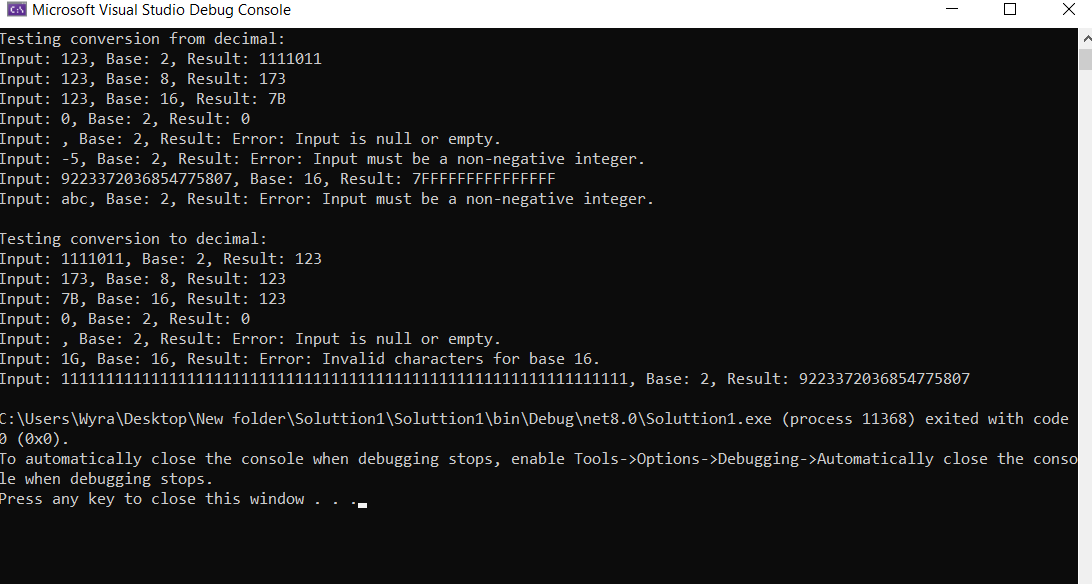 Microsoft Visual Studio Debug Console
Testing conversion from decimal:
Input: 123, Base: 2, Result: 1111011
Input: 123, Base: 8, Result: 173
Input: 123, Base: 16, Result: 7B
Input: 0, Base: 2, Result: 0
Input: , Base: 2, Result: Error: Input is null or empty.
Input: -5, Base: 2, Result: Error: Input must be a non-negative integer.
Input: 9223372036854775807, Base: 16, Result: 7FFFFFFFFFFFFFFF
Input: abc, Base: 2, Result: Error: Input must be a non-negative integer.
Testing conversion to decimal:
Input: 1111011, Base: 2, Result: 123
Input: 173, Base: 8, Result: 123
Input: 7B, Base: 16, Result: 123
Input: 0, Base: 2, Result: 0
Input: , Base: 2, Result: Error: Input is null or empty.
Input: 1G, Base: 16, Result: Error: Invalid characters for base 16.
Input: 111111111111111111111111111111111111111111111111111111111111111, Base: 2, Result: 9223372036854775807
C:\Users\Wyra\Desktop\New folder\Soluttion1\Soluttion1\bin\Debug\net8.0\Soluttion1.exe (process 11368) exited with code
0 (0x0).
To automatically close the console when debugging stops, enable Tools->Options->Debugging->Automatically close the conso
le when debugging stops.
Press any key to close this window . . .